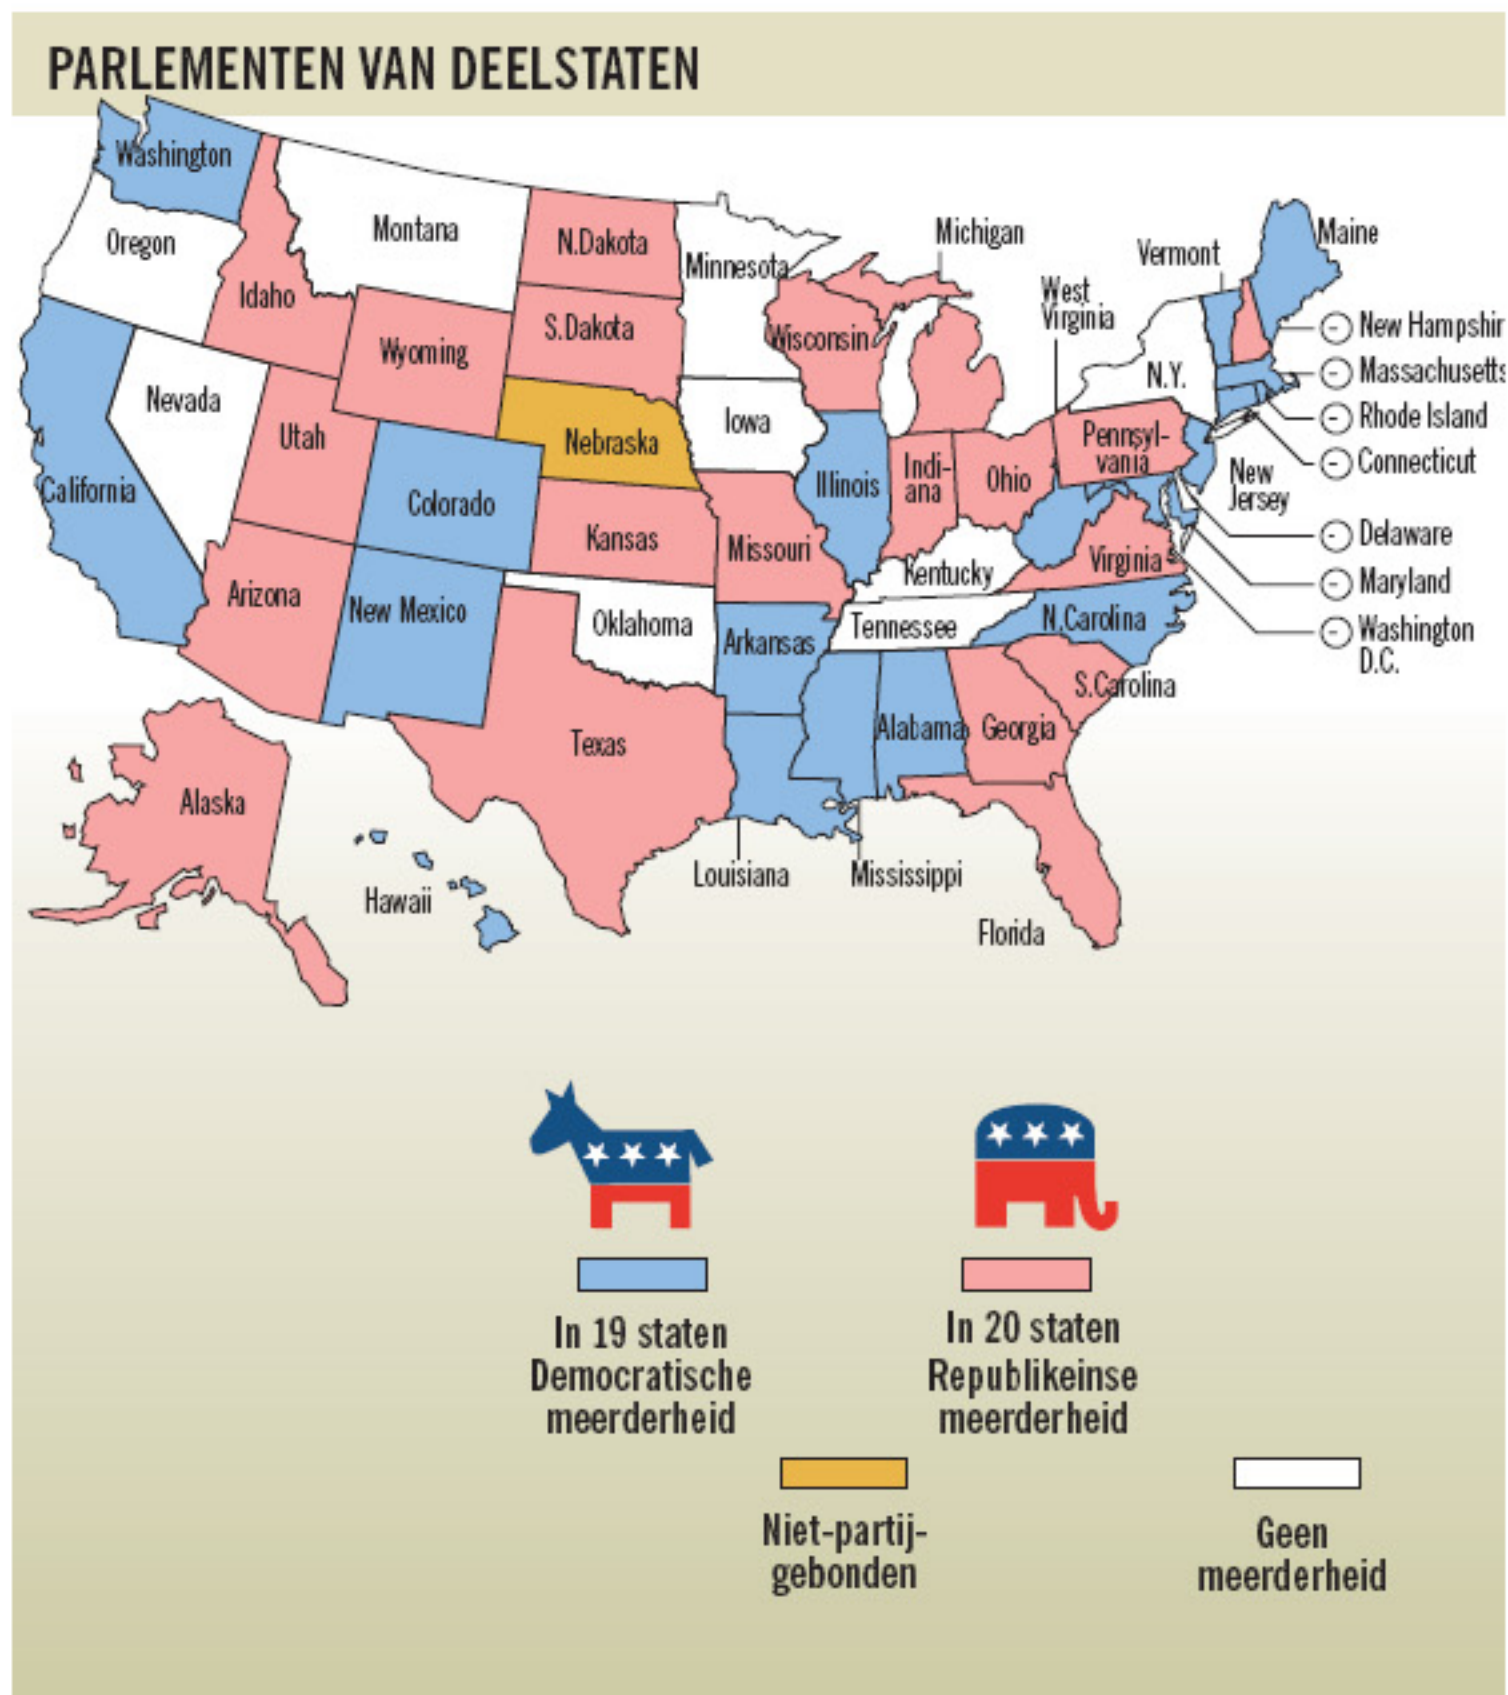 PARLEMENTEN VAN DEELSTATEN
Washington
Oregon
Montana
Idaho
Wyoming
N.Dakota
S.Dakota
Minnesota
Wisconsin
Michigan
Vermont
Maine
West
Virginia
New Hampshir
Massachusetts
Rhode Island
Connecticut
N.Y.
Nevada
Utah
Colorado
Nebraska
Iowa
Illinois
Indi-
ana
Ohio
Pennsyl-
vania
New
Jersey
Delaware
Maryland
Washington
D.C.
California
Arizona
New Mexico
Kansas
Missouri
Kentucky
Virginia
Oklahoma
Arkansas
Tennessee
N.Carolina
S.Carolina
Texas
Alabama
Georgia
Alaska
Hawaii
Louisiana
Mississippi
Florida
In 19 staten
Democratische
meerderheid
In 20 staten
Republikeinse
meerderheid
Niet-partij-
gebonden
Geen
meerderheid